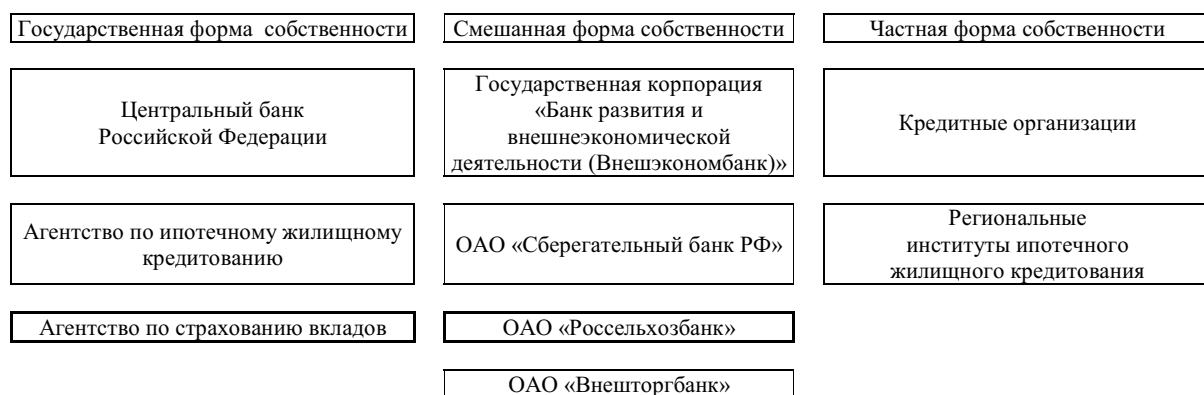 Государственная форма собственности
Смешанная форма собственности
Частная форма собственности
Центральный банк
Российской Федерации
Государственная корпорация
«Банк развития и
внешнеэкономической
деятельности (Внешэкономбанк)»
Кредитные организации
Агентство по ипотечному жилищному
кредитованию
ОАО «Сберегательный банк РФ»
Региональные
институты ипотечного
жилищного кредитования
Агентство по страхованию вкладов
ОАО «Россельхозбанк»
ОАО «Внешторгбанк»